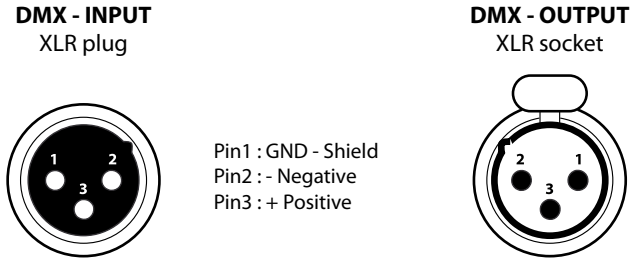 DMX - INPUT
XLR plug
1 2
3
Pin1 : GND - Shield
Pin2 : - Negative
Pin3 : + Positive
DMX - OUTPUT
XLR socket
2 1
3